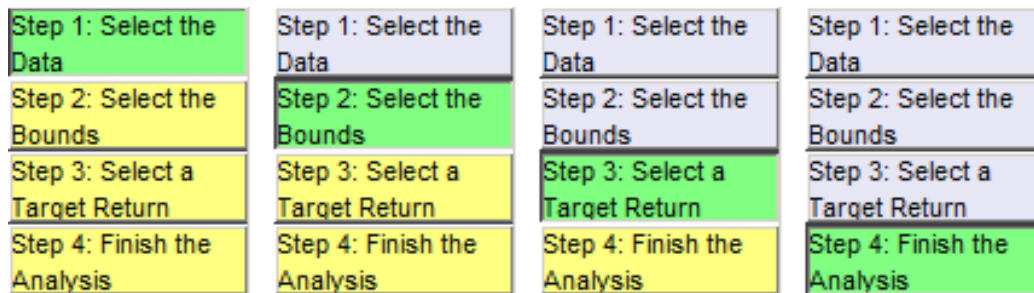 Step 1: Select the
Data
Step 2: Select the
Bounds
Step 3: Select a
Target Return
Step 4: Finish the
Analysis
Step 1: Select the
Data
Step 2: Select the
Bounds
Step 3: Select a
Target Return
Step 4: Finish the
Analysis
Step 1: Select the
Data
Step 2: Select the
Bounds
Step 3: Select a
Target Return
Step 4: Finish the
Analysis
Step 1: Select the
Data
Step 2: Select the
Bounds
Step 3: Select a
Target Return
Step 4: Finish the
Analysis